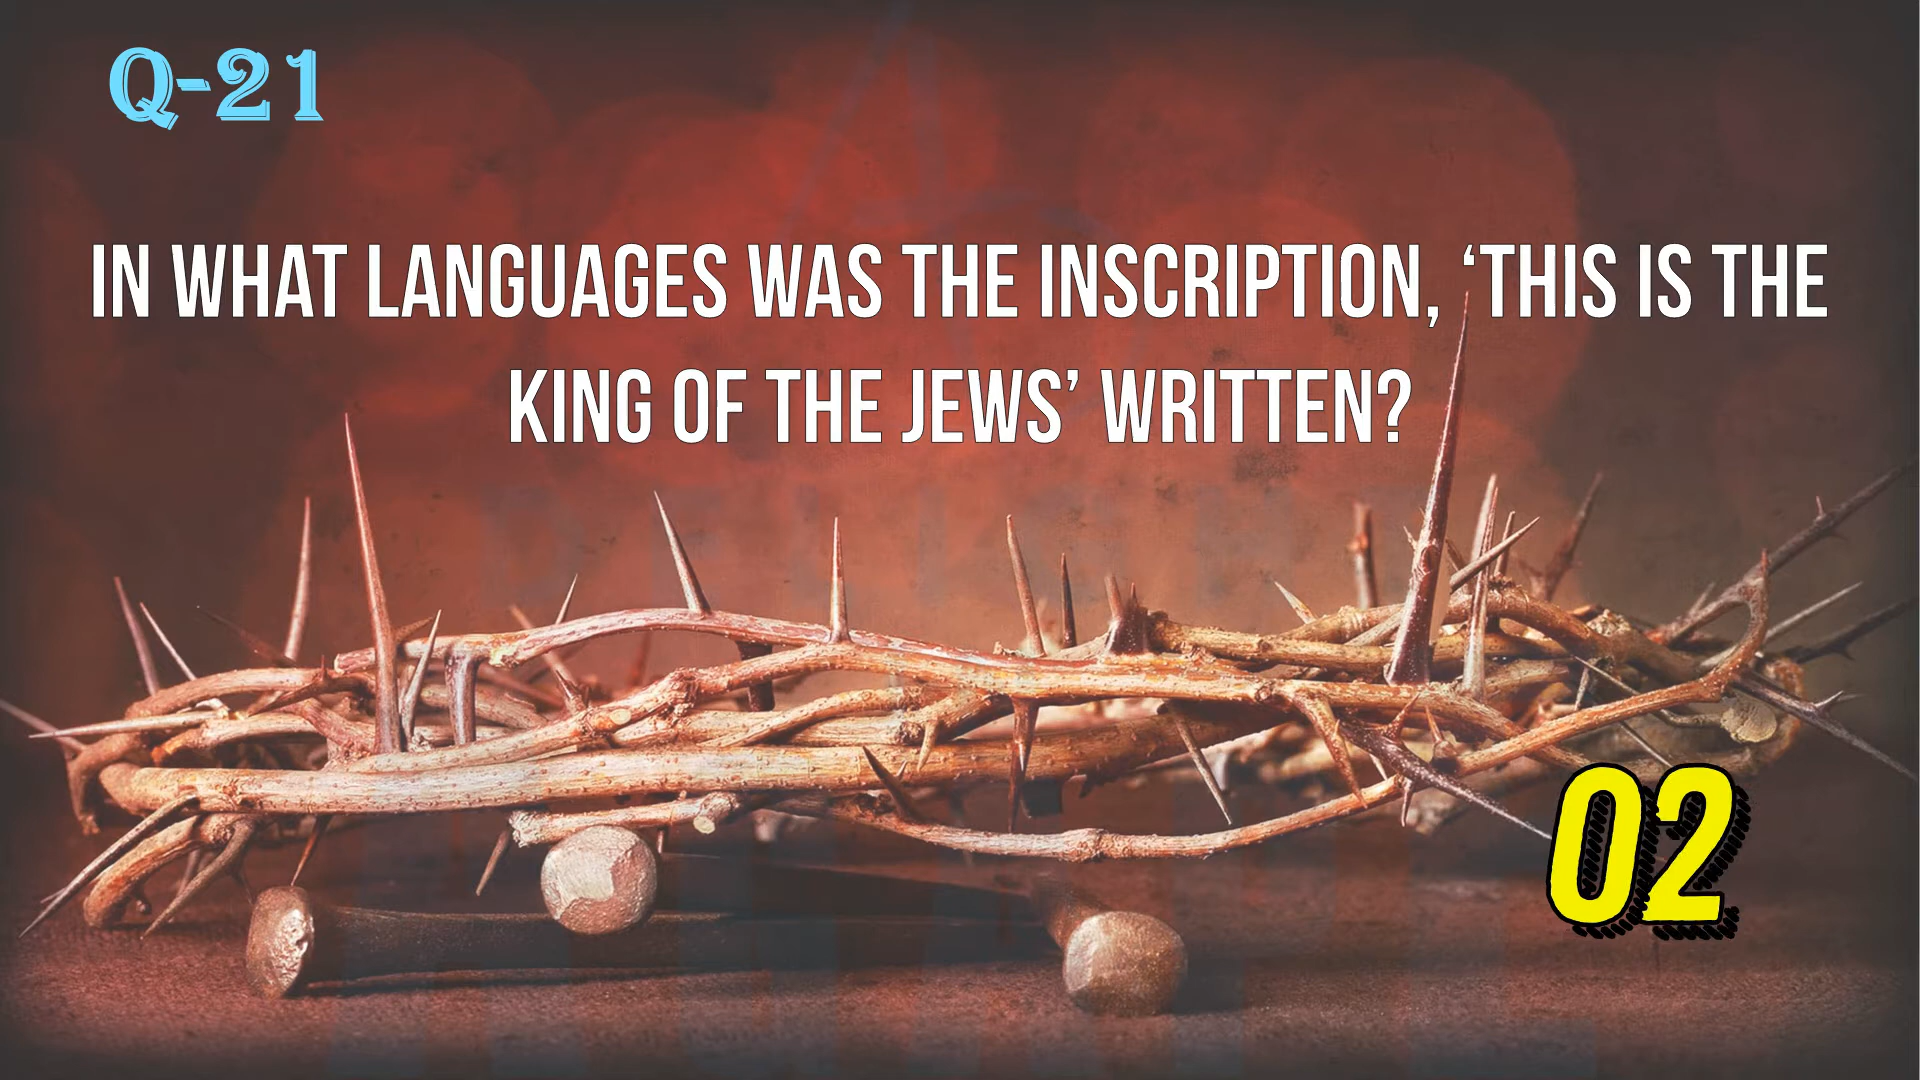 Q-21
IN WHAT LANGUAGES WAS THE INSCRIPTION, ‘THIS IS THE
KING OF THE JEWS’ WRITTEN?
02